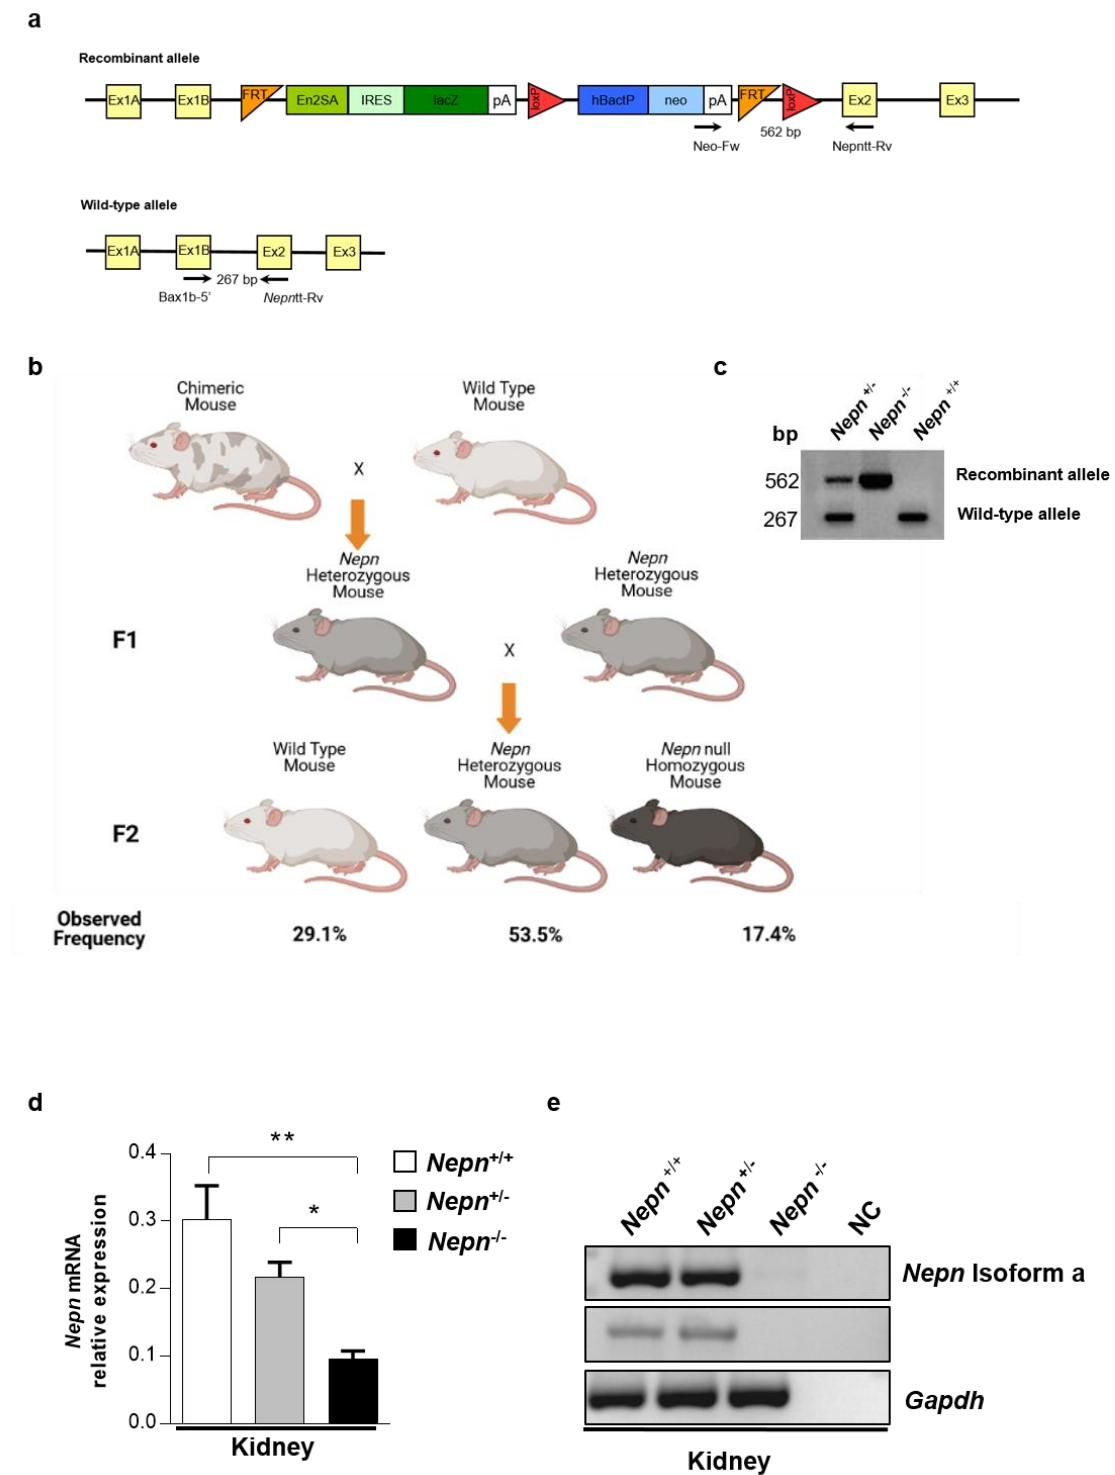 a
Recombinant allele
Ex1A Ex1B FRT En2SA IRES lacZ pA loxP hBactP neo pA FRT loxP Ex2 Ex3
562 bp
Neo-Fw Nepntt-Rv
Wild-type allele
Ex1A Ex1B Ex2 Ex3
267 bp
Bax1b-5' Nepntt-Rv
b
Chimeric
Mouse
Wild Type
Mouse
X
Nepn
Heterozygous
Mouse
Nepn
Heterozygous
Mouse
F1
X
Wild Type
Mouse
Nepn
Heterozygous
Mouse
Nepn null
Homozygous
Mouse
F2
Observed
Frequency
29.1% 53.5% 17.4%
c
bp
Nepn+/- Nepn-/- Nepn+/+
562 Recombinant allele
267 Wild-type allele
d
Nepn mRNA
relative expression
0.4
0.3
0.2
0.1
0.0
**
*
Nepn+/+
Nepn+/-
Nepn-/-
Kidney
e
Nepn+/+ Nepn+/- Nepn-/- NC
Nepn Isoform a
Gapdh
Kidney